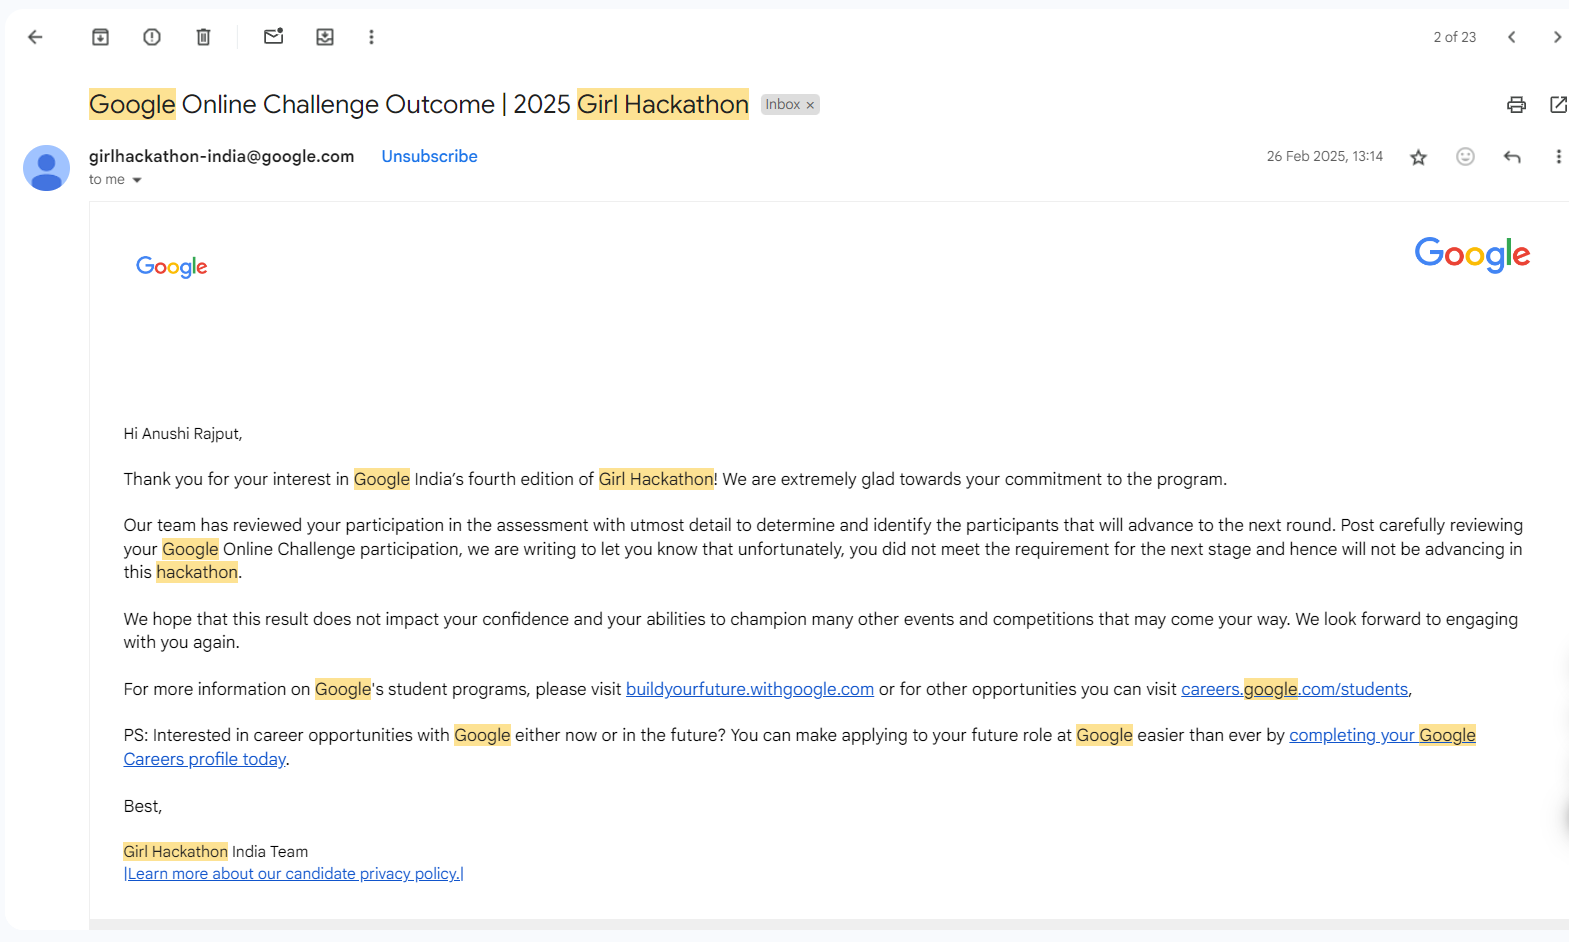 2 of 23
Google Online Challenge Outcome | 2025 Girl Hackathon Inbox ×
girlhackathon-india@google.com Unsubscribe 26 Feb 2025, 13:14
to me
Google Google
Hi Anushi Rajput,
Thank you for your interest in Google India’s fourth edition of Girl Hackathon! We are extremely glad towards your commitment to the program.
Our team has reviewed your participation in the assessment with utmost detail to determine and identify the participants that will advance to the next round. Post carefully reviewing
your Google Online Challenge participation, we are writing to let you know that unfortunately, you did not meet the requirement for the next stage and hence will not be advancing in
this hackathon.
We hope that this result does not impact your confidence and your abilities to champion many other events and competitions that may come your way. We look forward to engaging
with you again.
For more information on Google's student programs, please visit buildyourfuture.withgoogle.com or for other opportunities you can visit careers.google.com/students,
PS: Interested in career opportunities with Google either now or in the future? You can make applying to your future role at Google easier than ever by completing your Google
Careers profile today.
Best,
Girl Hackathon India Team
|Learn more about our candidate privacy policy.|